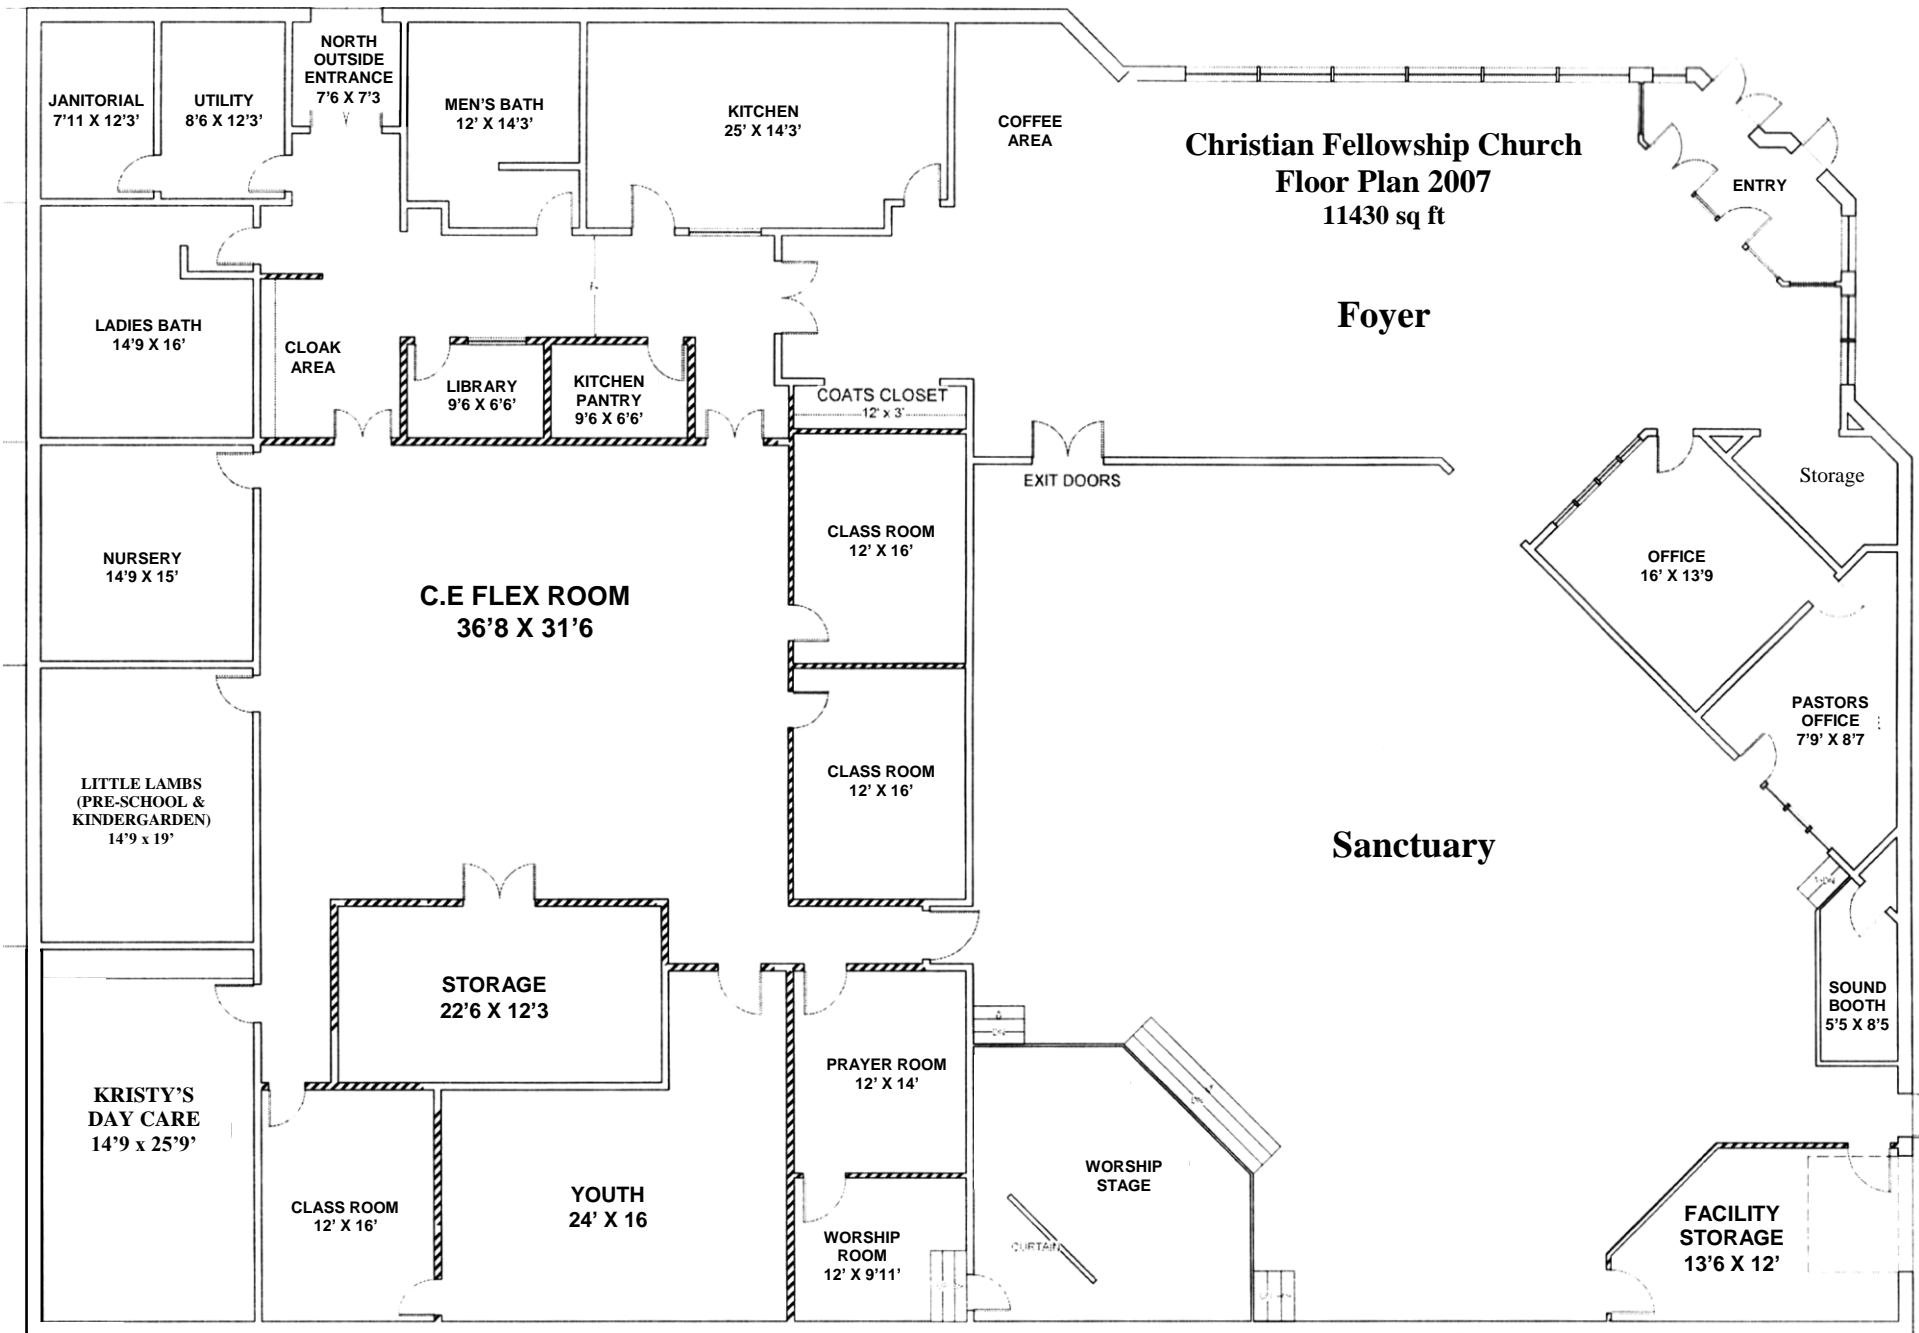 NORTH
OUTSIDE
ENTRANCE
7'6 X 7'3
JANITORIAL
7'11 X 12'3'
UTILITY
8'6 X 12'3'
MEN'S BATH
12' X 14'3'
KITCHEN
25' X 14'3'
COFFEE
AREA
Christian Fellowship Church
Floor Plan 2007
11430 sq ft
ENTRY
Foyer
LADIES BATH
14'9 X 16'
CLOAK
AREA
LIBRARY
9'6 X 6'6'
KITCHEN
PANTRY
9'6 X 6'6'
COATS CLOSET
12' x 3'
EXIT DOORS
Storage
NURSERY
14'9 X 15'
C.E FLEX ROOM
36'8 X 31'6
CLASS ROOM
12' X 16'
OFFICE
16' X 13'9
PASTORS
OFFICE
7'9' X 8'7
LITTLE LAMBS
(PRE-SCHOOL &
KINDERGARDEN)
14'9 x 19'
CLASS ROOM
12' X 16'
Sanctuary
STORAGE
22'6 X 12'3
SOUND
BOOTH
5'5 X 8'5
DN
KRISTY'S
DAY CARE
14'9 x 25'9'
PRAYER ROOM
12' X 14'
DN
WORSHIP
STAGE
CLASS ROOM
12' X 16'
YOUTH
24' X 16
WORSHIP
ROOM
12' X 9'11'
CURTAIN
FACILITY
STORAGE
13'6 X 12'